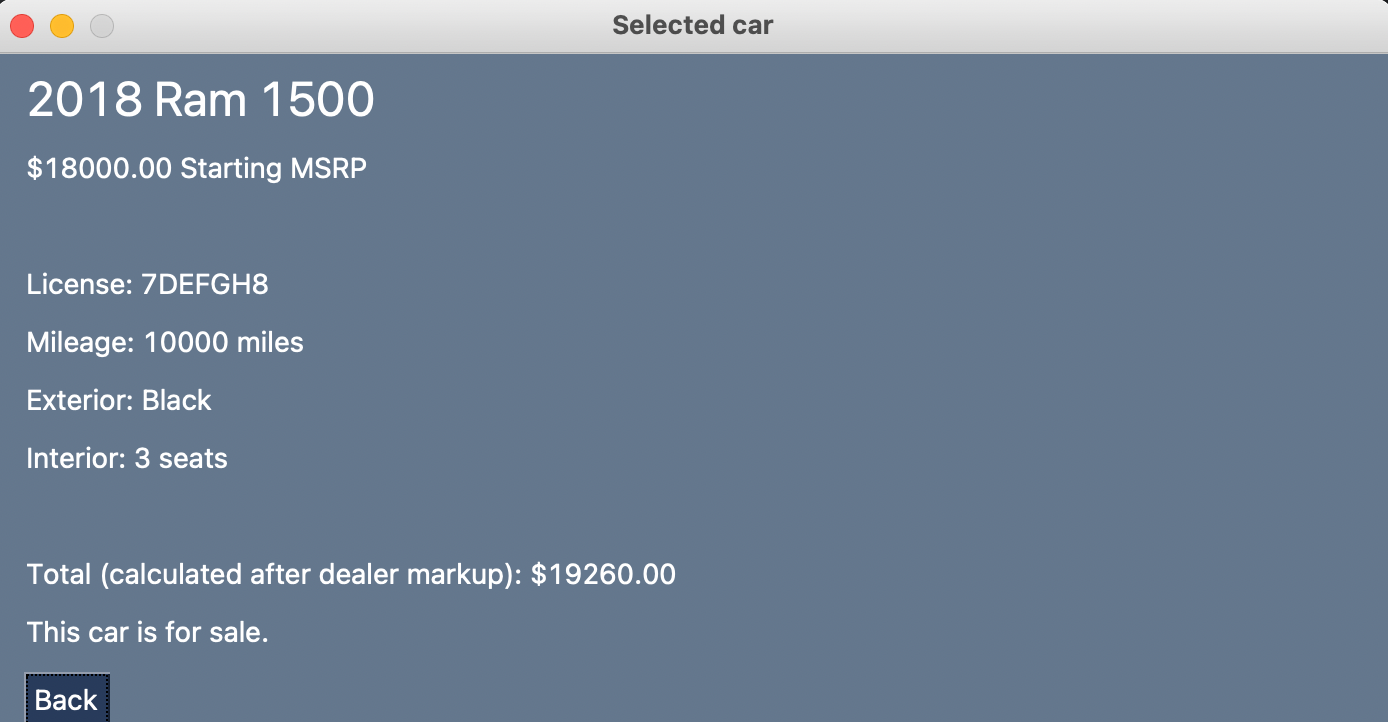 Selected car
2018 Ram 1500
$18000.00 Starting MSRP
License: 7DEFGH8
Mileage: 10000 miles
Exterior: Black
Interior: 3 seats
Total (calculated after dealer markup): $19260.00
This car is for sale.
Back